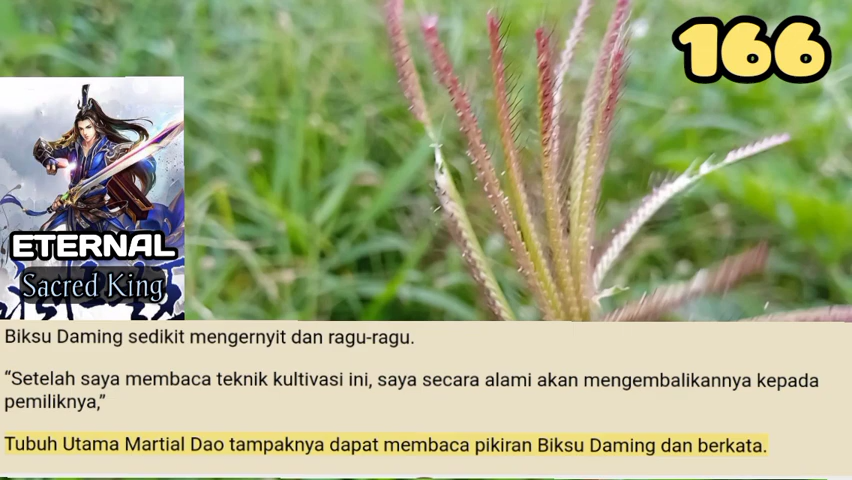 166
ETERNAL
Sacred King
Biksu Daming sedikit mengernyit dan ragu-ragu.
“Setelah saya membaca teknik kultivasi ini, saya secara alami akan mengembalikannya kepada
pemiliknya,”
Tubuh Utama Martial Dao tampaknya dapat membaca pikiran Biksu Daming dan berkata.